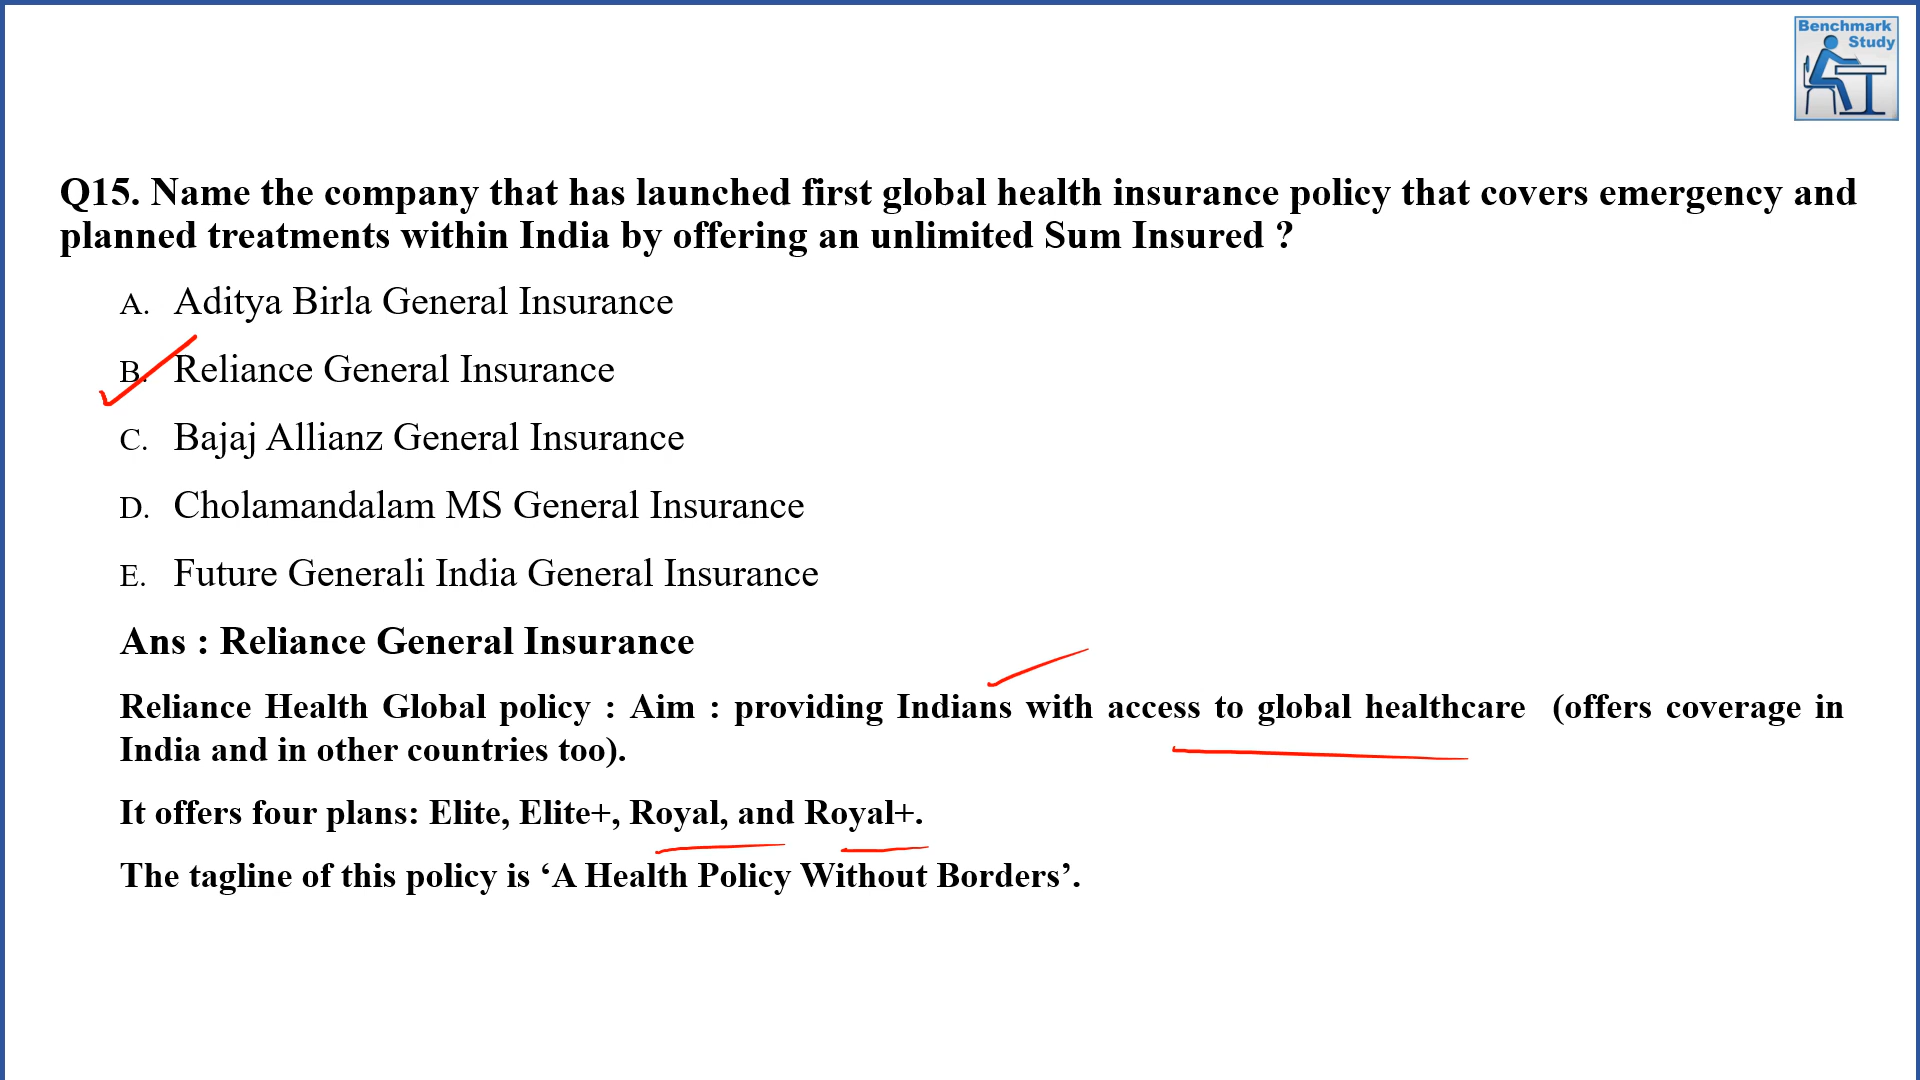 Benchmark
Study
Q15. Name the company that has launched first global health insurance policy that covers emergency and
planned treatments within India by offering an unlimited Sum Insured ?
A. Aditya Birla General Insurance
B. Reliance General Insurance
C. Bajaj Allianz General Insurance
D. Cholamandalam MS General Insurance
E. Future Generali India General Insurance
Ans : Reliance General Insurance
Reliance Health Global policy : Aim : providing Indians with access to global healthcare (offers coverage in
India and in other countries too).
It offers four plans: Elite, Elite+, Royal, and Royal+.
The tagline of this policy is ‘A Health Policy Without Borders’.